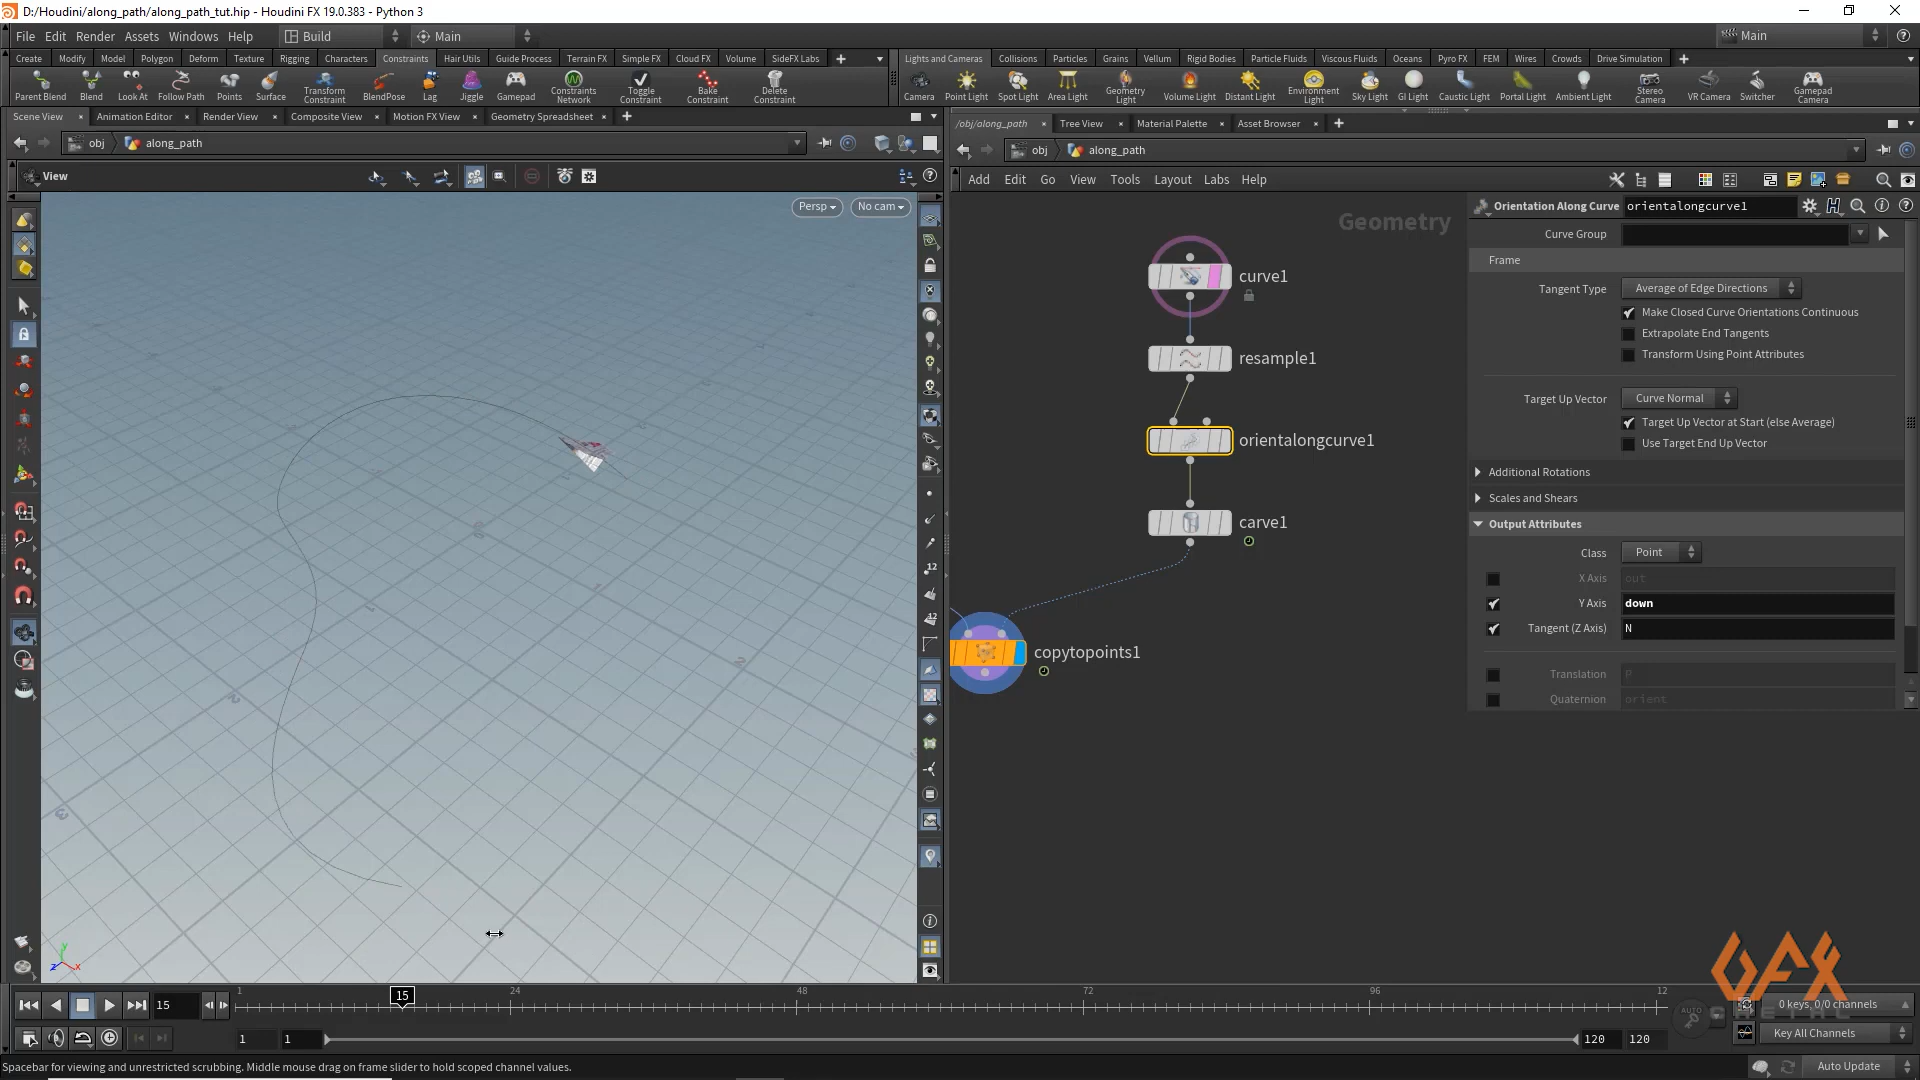 D:/Houdini/along_path/along_path_tut.hip - Houdini FX 19.0.383 - Python 3
File Edit Render Assets Windows Help Build Main Main
Create Modify Model Polygon Deform Texture Rigging Characters Constraints Hair Utils Guide Process Terrain FX Simple FX Cloud FX Volume SideFX Labs
Lights and Cameras Collisions Particles Grains Vellum Rigid Bodies Particle Fluids Viscous Fluids Oceans Pyro FX FEM Wires Crowds Drive Simulation
Parent Blend Blend Look At Follow Path Points Surface Transform Constraint BlendPose Lag Jiggle Gamepad Constraints Network Toggle Constraint Bake Constraint Delete Constraint
Camera Point Light Spot Light Area Light Geometry Light Volume Light Distant Light Environment Light Sky Light GI Light Caustic Light Portal Light Ambient Light Stereo Camera VR Camera Switcher Gamepad Camera
Scene View Animation Editor Render View Composite View Motion FX View Geometry Spreadsheet
/obj/along_path Tree View Material Palette Asset Browser
obj along_path
obj along_path
View
Add Edit Go View Tools Layout Labs Help
Persp No cam
Geometry
Orientation Along Curve orientalongcurve1
Curve Group
Frame
Tangent Type Average of Edge Directions
Make Closed Curve Orientations Continuous
Extrapolate End Tangents
Transform Using Point Attributes
Target Up Vector Curve Normal
Target Up Vector at Start (else Average)
Use Target End Up Vector
Additional Rotations
Scales and Shears
Output Attributes
Class Point
X Axis out
Y Axis down
Tangent (Z Axis) N
Translation P
Quaternion orient
curve1
resample1
orientalongcurve1
carve1
copytopoints1
12
12
y
z x
15
1 15 24 48 72 96 12
0 keys, 0/0 channels
AUTO
1 1 120 120
Key All Channels
Spacebar for viewing and unrestricted scrubbing. Middle mouse drag on frame slider to hold scoped channel values.
Auto Update